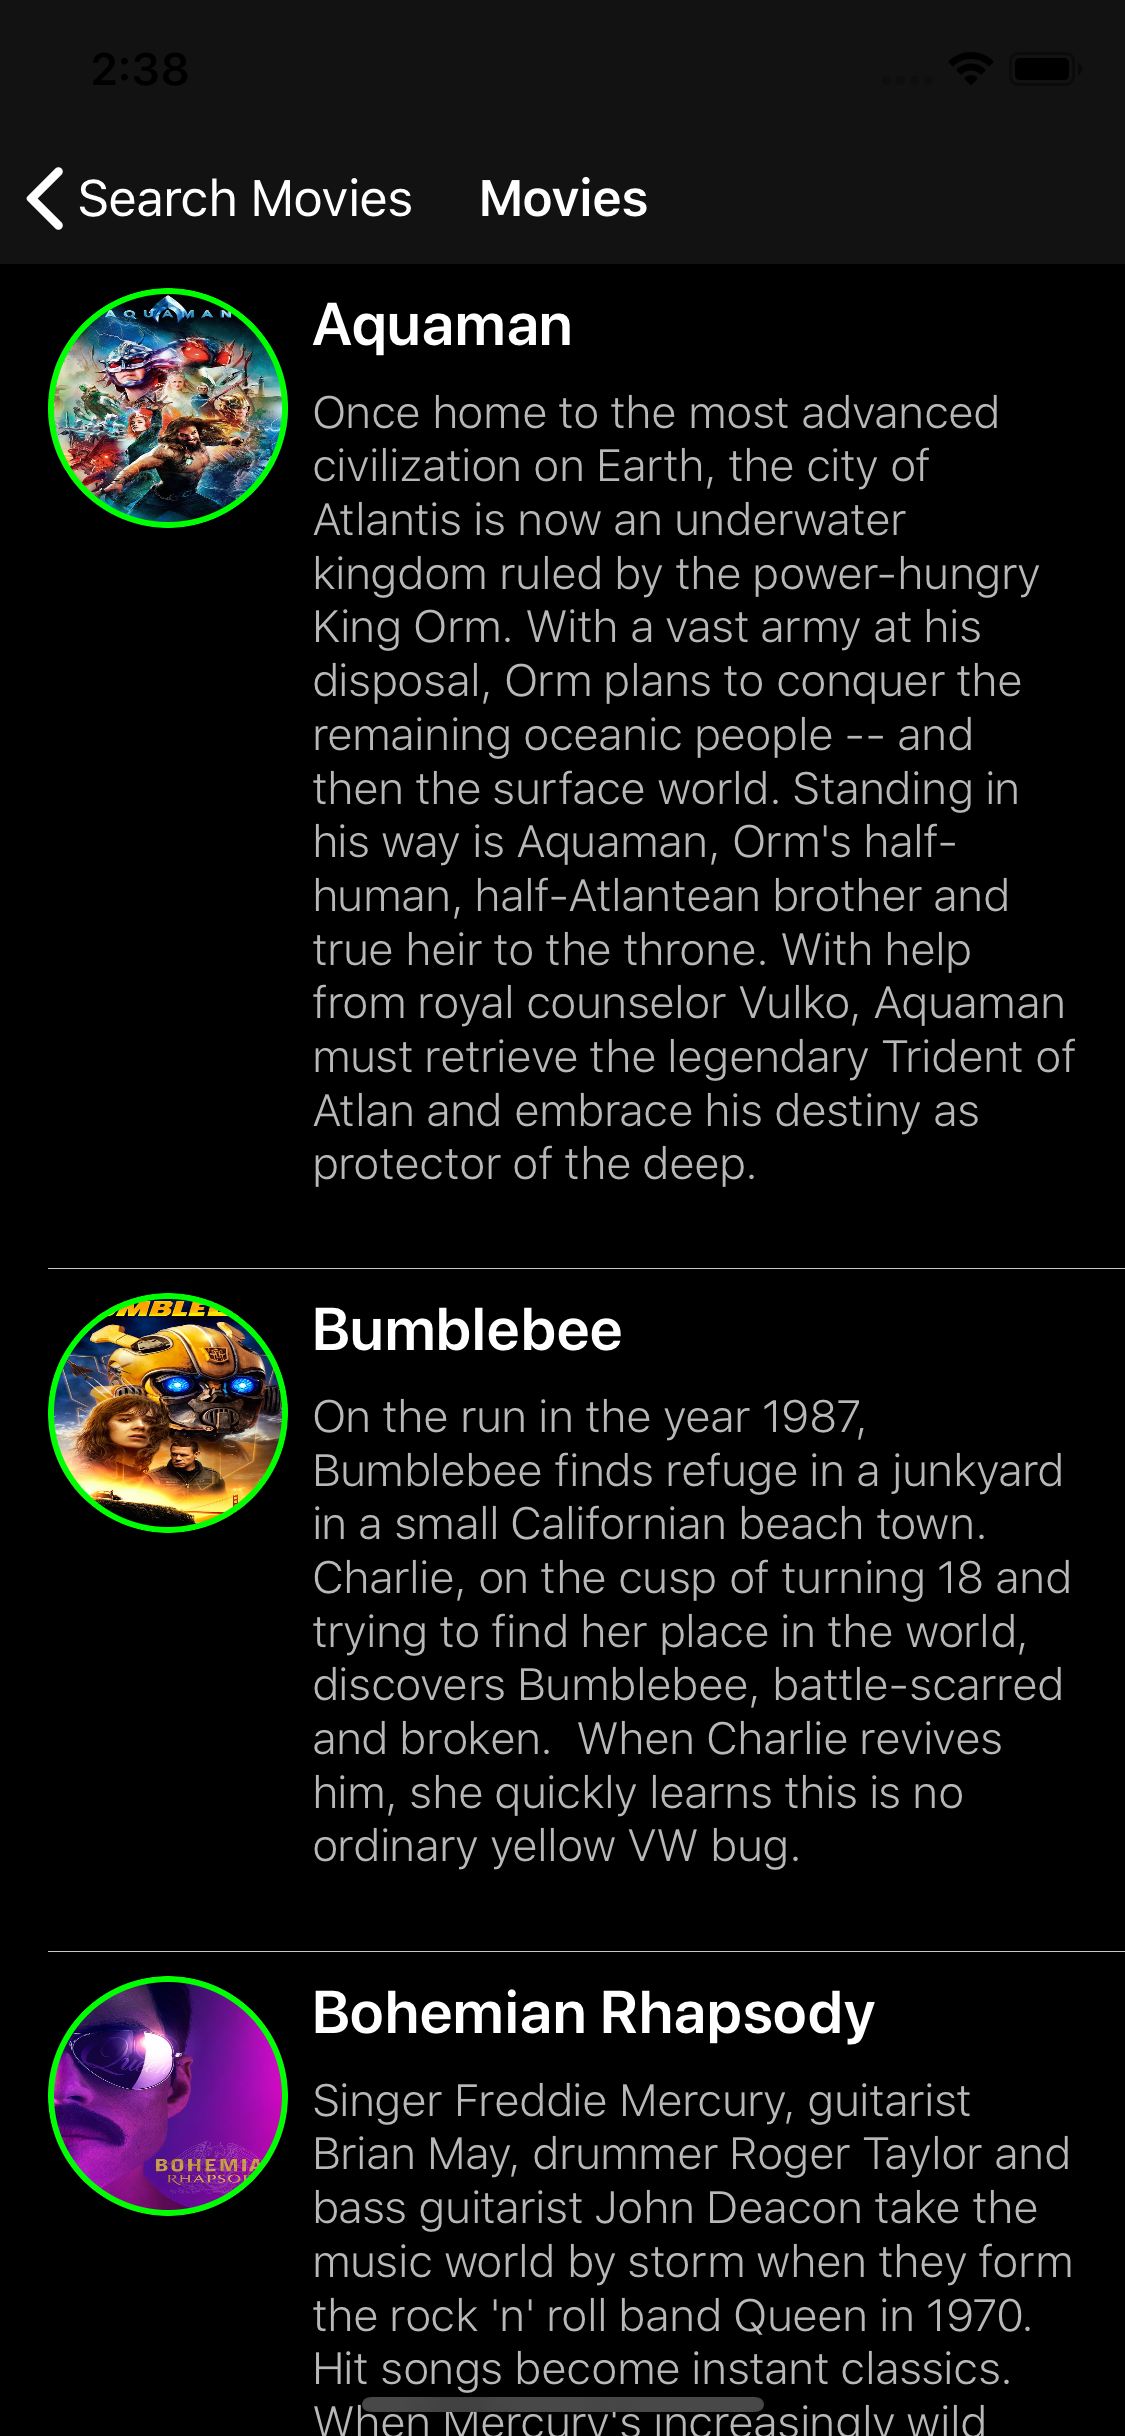 2:38
Search Movies
Movies
AQUAMAN
Aquaman
Once home to the most advanced
civilization on Earth, the city of
Atlantis is now an underwater
kingdom ruled by the power-hungry
King Orm. With a vast army at his
disposal, Orm plans to conquer the
remaining oceanic people -- and
then the surface world. Standing in
his way is Aquaman, Orm's half-
human, half-Atlantean brother and
true heir to the throne. With help
from royal counselor Vulko, Aquaman
must retrieve the legendary Trident of
Atlan and embrace his destiny as
protector of the deep.
Bumblebee
On the run in the year 1987,
Bumblebee finds refuge in a junkyard
in a small Californian beach town.
Charlie, on the cusp of turning 18 and
trying to find her place in the world,
discovers Bumblebee, battle-scarred
and broken.  When Charlie revives
him, she quickly learns this is no
ordinary yellow VW bug.
BOHEMIA
RHAPSO
Bohemian Rhapsody
Singer Freddie Mercury, guitarist
Brian May, drummer Roger Taylor and
bass guitarist John Deacon take the
music world by storm when they form
the rock 'n' roll band Queen in 1970.
Hit songs become instant classics.
When Mercury's increasingly wild